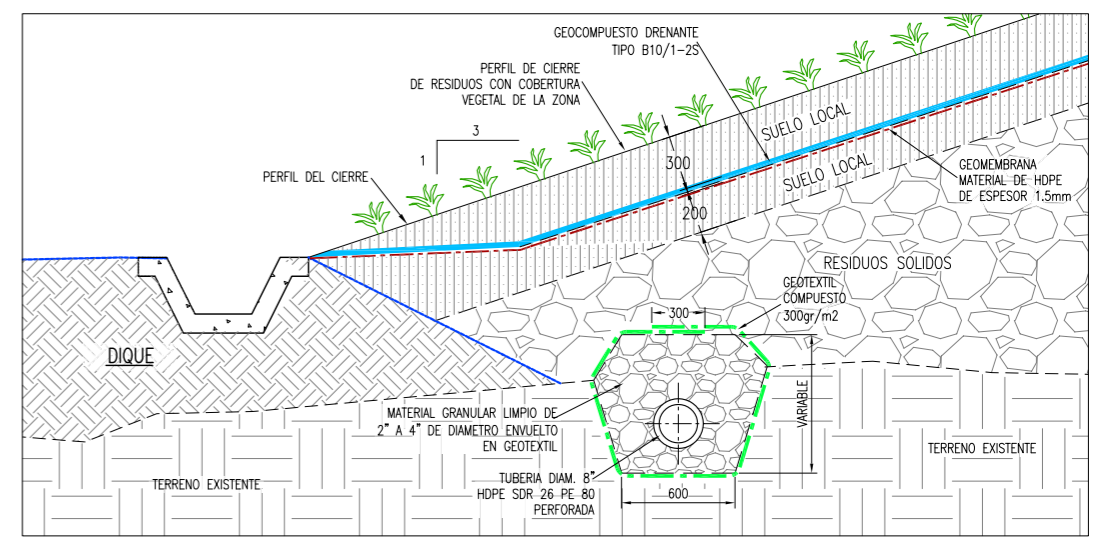 GEOCOMPUESTO DRENANTE
TIPO B10/1-2S
PERFIL DE CIERRE
DE RESIDUOS CON COBERTURA
VEGETAL DE LA ZONA
3
1
PERFIL DEL CIERRE
SUELO LOCAL
300
SUELO LOCAL
200
GEOMEMBRANA
MATERIAL DE HDPE
DE ESPESOR 1.5mm
RESIDUOS SOLIDOS
GEOTEXTIL
COMPUESTO
300gr/m2
300
DIQUE
VARIABLE
MATERIAL GRANULAR LIMPIO DE
2" A 4" DE DIAMETRO ENVUELTO
EN GEOTEXTIL
TERRENO EXISTENTE
TERRENO EXISTENTE
TUBERIA DIAM. 8"
HDPE SDR 26 PE 80
PERFORADA
600